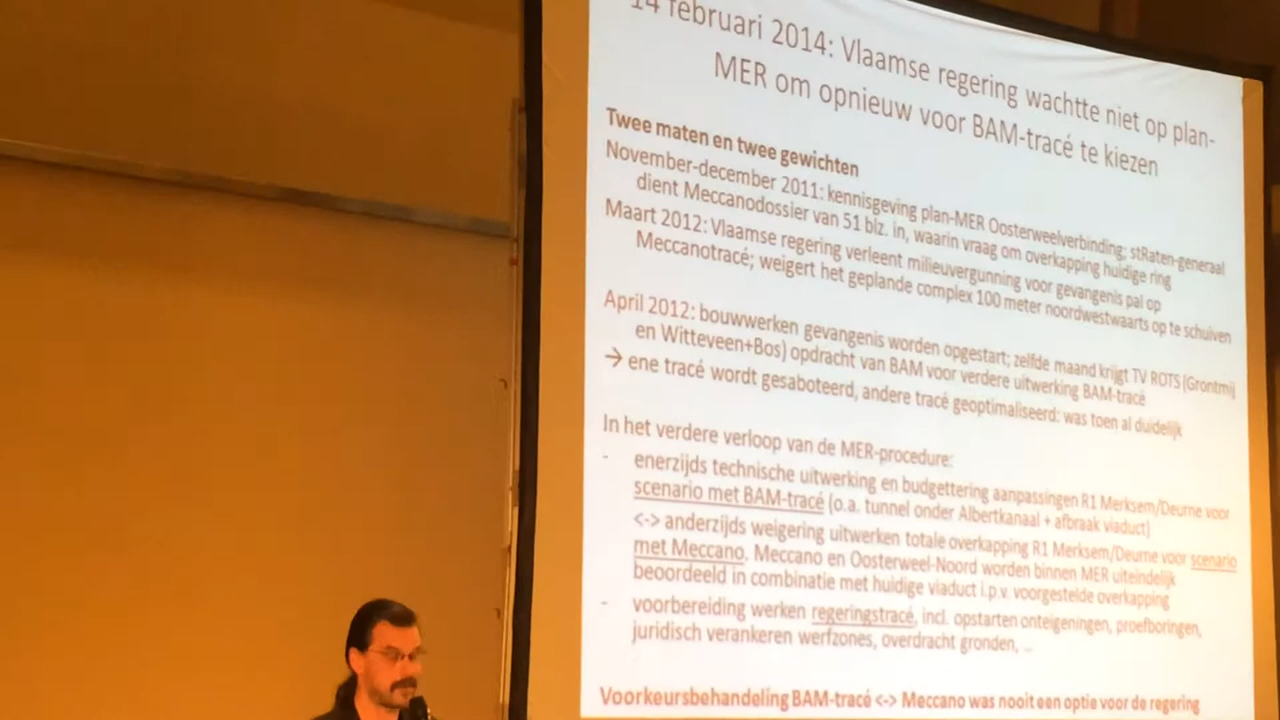 14 februari 2014: Vlaamse regering wachtte niet op plan-
MER om opnieuw voor BAM-tracé te kiezen
Twee maten en twee gewichten
November-december 2011: kennisgeving plan-MER Oosterweelverbinding; stRaten-generaal
dient Meccanodossier van 51 blz. in, waarin vraag om overkapping huidige ring
Maart 2012: Vlaamse regering verleent milieuvergunning voor gevangenis pal op
Meccanotracé; weigert het geplande complex 100 meter noordwestwaarts op te schuiven
April 2012: bouwwerken gevangenis worden opgestart; zelfde maand krijgt TV ROTS (Grontmij
en Witteveen+Bos) opdracht van BAM voor verdere uitwerking BAM-tracé
→ ene tracé wordt gesaboteerd, andere tracé geoptimaliseerd: was toen al duidelijk
In het verdere verloop van de MER-procedure:
- enerzijds technische uitwerking en budgettering aanpassingen R1 Merksem/Deurne voor
scenario met BAM-tracé (o.a. tunnel onder Albertkanaal + afbraak viaduct)
<-> anderzijds weigering uitwerken totale overkapping R1 Merksem/Deurne voor scenario
met Meccano. Meccano en Oosterweel-Noord worden binnen MER uiteindelijk
beoordeeld in combinatie met huidige viaduct i.p.v. voorgestelde overkapping
- voorbereiding werken regeringstracé, incl. opstarten onteigeningen, proefboringen,
juridisch verankeren werfzones, overdracht gronden, ...
Voorkeursbehandeling BAM-tracé <-> Meccano was nooit een optie voor de regering